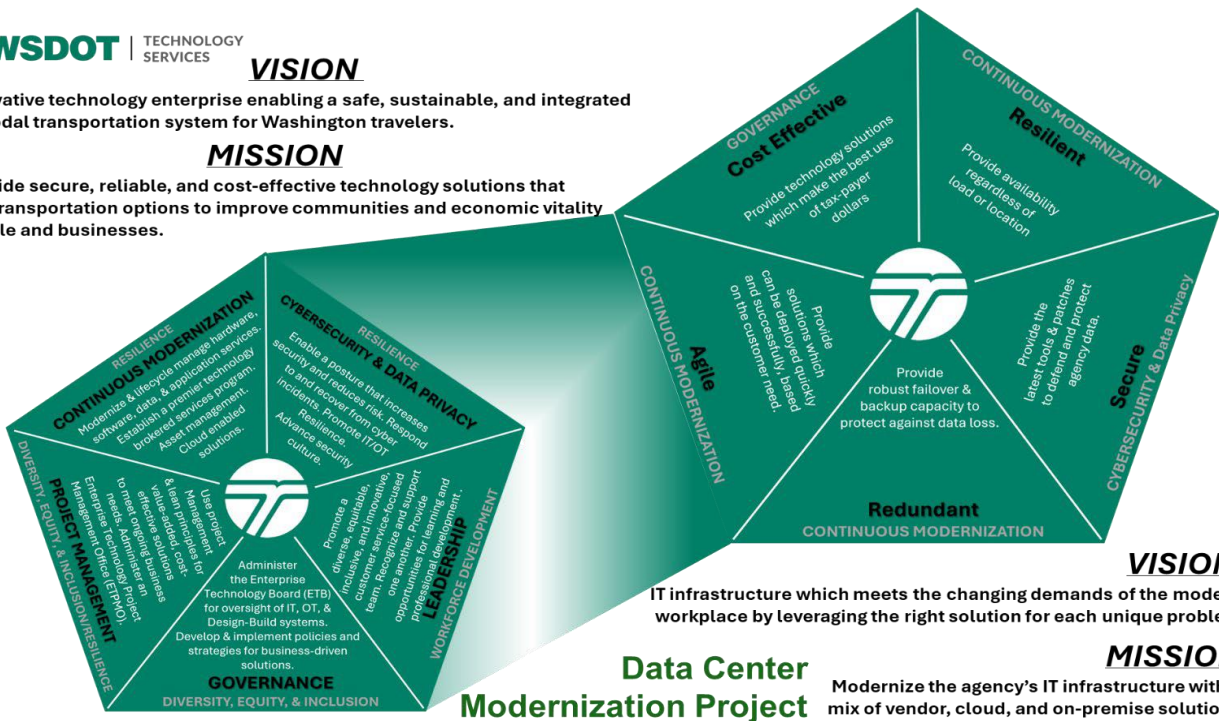 WSDOT
TECHNOLOGY
SERVICES
VISION
vative technology enterprise enabling a safe, sustainable, and integrated
odal transportation system for Washington travelers.
MISSION
ide secure, reliable, and cost-effective technology solutions that
transportation options to improve communities and economic vitality
le and businesses.
RESILIENCE
CONTINUOUS MODERNIZATION
Modernize & lifecycle manage hardware,
software, data, & application services.
Establish a premier technology
brokered services program.
Asset management.
Cloud enabled
solutions.
RESILIENCE
CYBERSECURITY & DATA PRIVACY
Enable a posture that increases
security and reduces risk. Respond
to and recover from cyber
incidents. Promote IT/OT
Resilience.
Advance security
culture.
DIVERSITY, EQUITY, & INCLUSION/RESILIENCE
PROJECT MANAGEMENT
Use project
Management
& lean principles for
value-added, cost-
effective solutions
to meet ongoing business
needs. Administer an
Enterprise Technology Project
Management Office (ETPMO).
Promote a
diverse, equitable,
inclusive, and innovative,
customer service-focused
team. Recognize and support
one another. Provide
opportunities for learning and
professional development.
LEADERSHIP
WORKFORCE DEVELOPMENT
Administer
the Enterprise
Technology Board (ETB)
for oversight of IT, OT, &
Design-Build systems.
Develop & implement policies and
strategies for business-driven
solutions.
GOVERNANCE
DIVERSITY, EQUITY, & INCLUSION
GOVERNANCE
Cost Effective
Provide technology solutions
which make the best use
of tax-payer
dollars
CONTINUOUS MODERNIZATION
Resilient
Provide availability
regardless of
load or location
CONTINUOUS MODERNIZATION
Agile
Provide
solutions which
can be deployed quickly
and successfully, based
on the customer need.
Provide the
latest tools & patches
to defend and protect
agency data.
Secure
CYBERSECURITY & Data Privacy
Provide
robust failover &
backup capacity to
protect against data loss.
Redundant
CONTINUOUS MODERNIZATION
VISION
IT infrastructure which meets the changing demands of the mode
workplace by leveraging the right solution for each unique proble
MISSION
Modernize the agency's IT infrastructure with
mix of vendor, cloud, and on-premise solutio
Data Center
Modernization Project